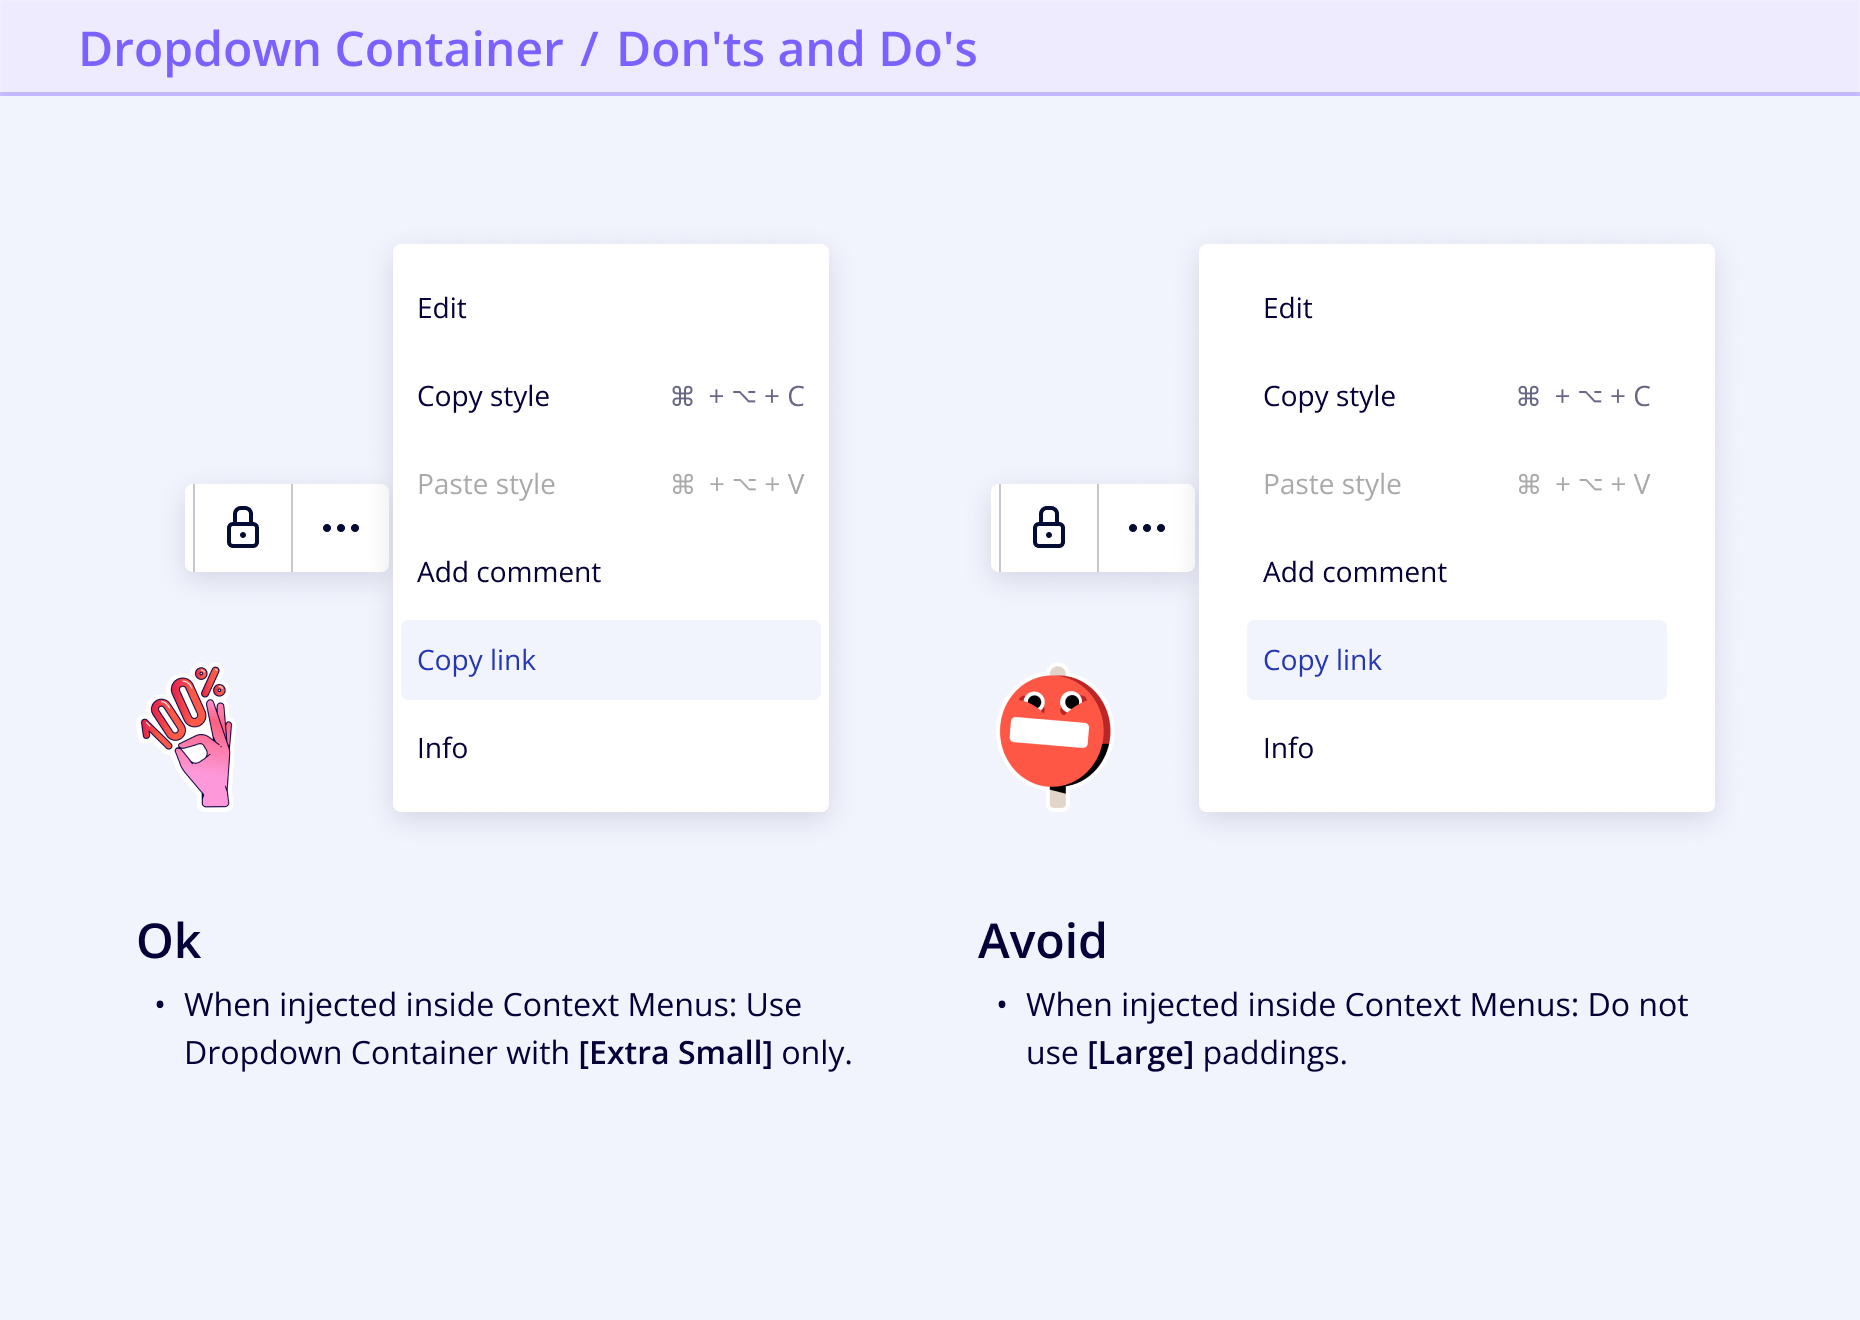 Dropdown Container / Don'ts and Do's
Edit
Copy style ⌘ + ⌥ + C
Paste style ⌘ + ⌥ + V
Add comment
Copy link
Info
100%
Ok
• When injected inside Context Menus: Use
Dropdown Container with [Extra Small] only.
Edit
Copy style ⌘ + ⌥ + C
Paste style ⌘ + ⌥ + V
Add comment
Copy link
Info
Avoid
• When injected inside Context Menus: Do not
use [Large] paddings.